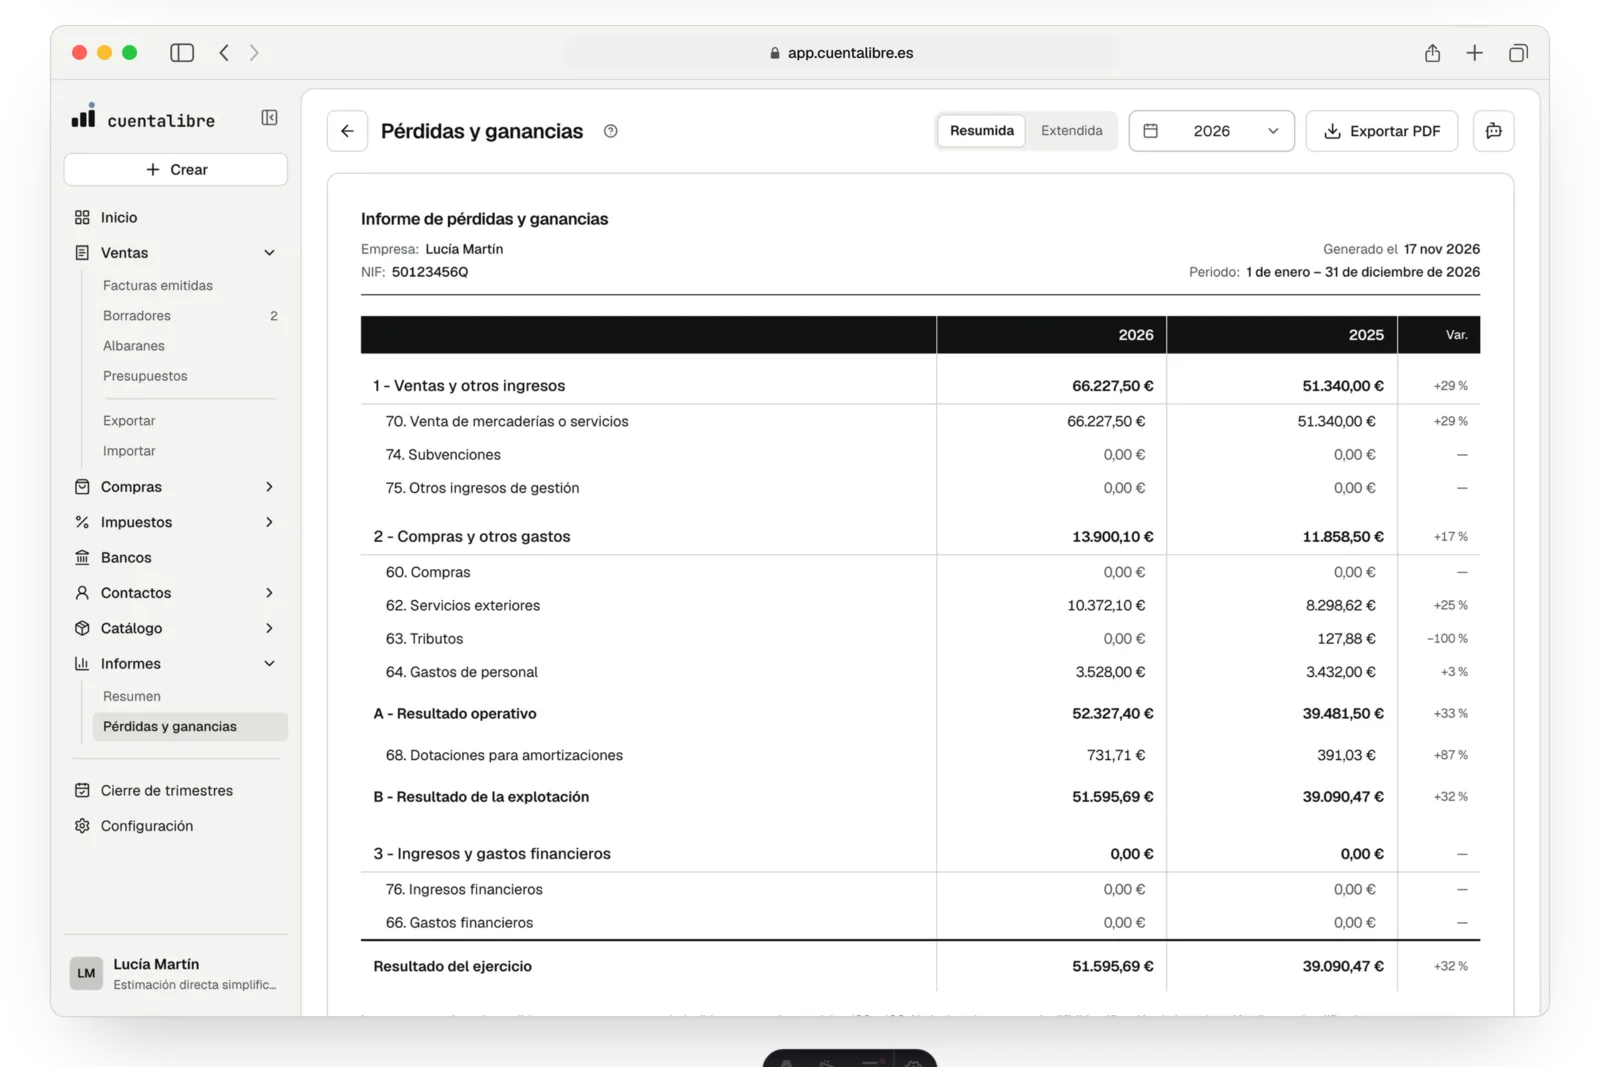 app.cuentalibre.es
cuentalibre
Crear
Inicio
Ventas
Facturas emitidas
Borradores 2
Albaranes
Presupuestos
Exportar
Importar
Compras
Impuestos
Bancos
Contactos
Catálogo
Informes
Resumen
Pérdidas y ganancias
Cierre de trimestres
Configuración
LM
Lucía Martín
Estimación directa simplific...
Pérdidas y ganancias
Resumida Extendida 2026 Exportar PDF
Informe de pérdidas y ganancias
Empresa: Lucía Martín Generado el 17 nov 2026
NIF: 50123456Q Periodo: 1 de enero – 31 de diciembre de 2026
2026 2025 Var.
1 - Ventas y otros ingresos 66.227,50 € 51.340,00 € +29 %
70. Venta de mercaderías o servicios 66.227,50 € 51.340,00 € +29 %
74. Subvenciones 0,00 € 0,00 € —
75. Otros ingresos de gestión 0,00 € 0,00 € —
2 - Compras y otros gastos 13.900,10 € 11.858,50 € +17 %
60. Compras 0,00 € 0,00 € —
62. Servicios exteriores 10.372,10 € 8.298,62 € +25 %
63. Tributos 0,00 € 127,88 € −100 %
64. Gastos de personal 3.528,00 € 3.432,00 € +3 %
A - Resultado operativo 52.327,40 € 39.481,50 € +33 %
68. Dotaciones para amortizaciones 731,71 € 391,03 € +87 %
B - Resultado de la explotación 51.595,69 € 39.090,47 € +32 %
3 - Ingresos y gastos financieros 0,00 € 0,00 € —
76. Ingresos financieros 0,00 € 0,00 € —
66. Gastos financieros 0,00 € 0,00 € —
Resultado del ejercicio 51.595,69 € 39.090,47 € +32 %